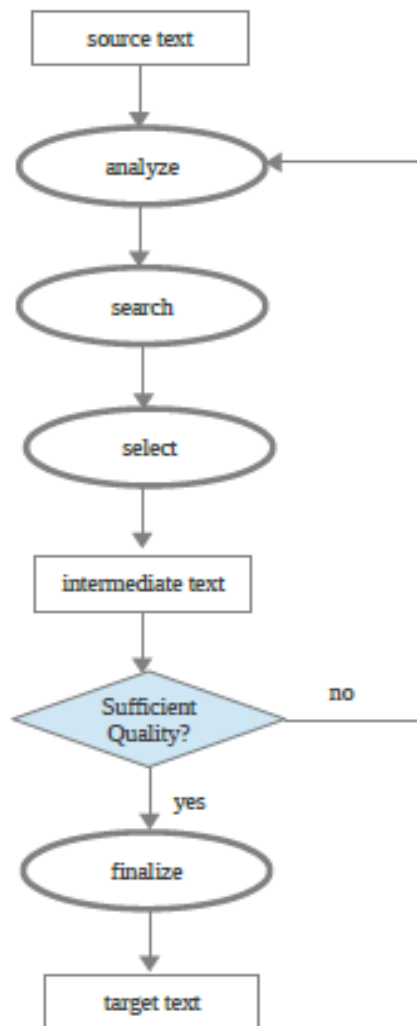 source text
analyze
search
select
intermediate text
Sufficient
Quality?
no
yes
finalize
target text